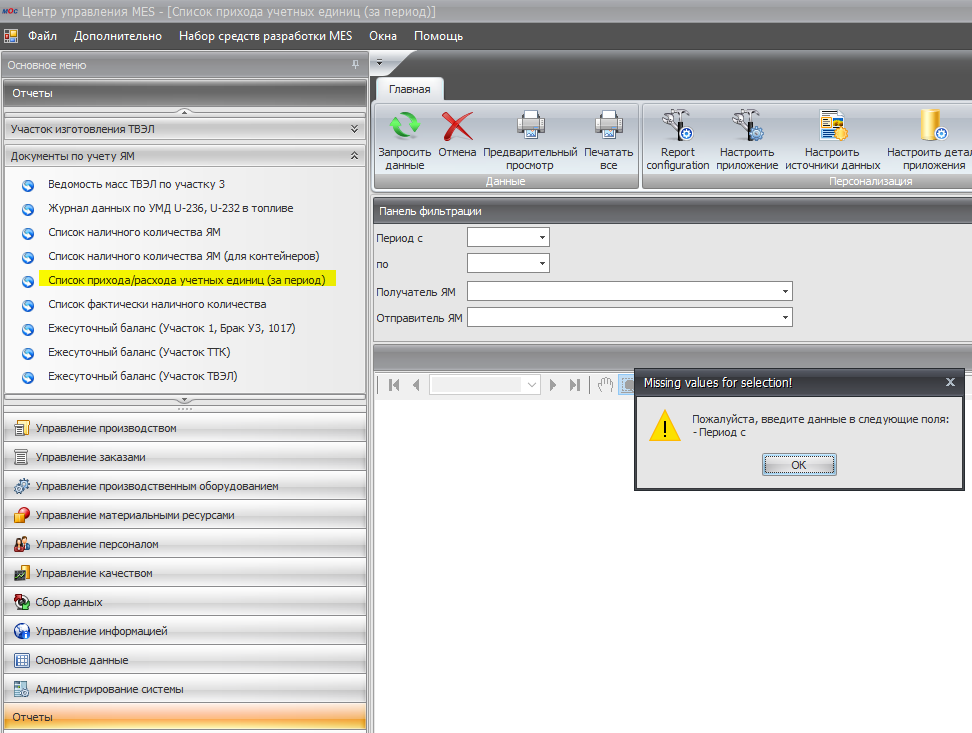 мос Центр управления MES - [Список прихода учетных единиц (за период)]
Файл Дополнительно Набор средств разработки MES Окна Помощь
Основное меню
Отчеты
Участок изготовления ТВЭЛ
Документы по учету ЯМ
Ведомость масс ТВЭЛ по участку 3
Журнал данных по УМД U-236, U-232 в топливе
Список наличного количества ЯМ
Список наличного количества ЯМ (для контейнеров)
Список прихода/расхода учетных единиц (за период)
Список фактически наличного количества
Ежесуточный баланс (Участок 1, Брак У3, 1017)
Ежесуточный баланс (Участок ТТК)
Ежесуточный баланс (Участок ТВЭЛ)
Управление производством
Управление заказами
Управление производственным оборудованием
Управление материальными ресурсами
Управление персоналом
Управление качеством
Сбор данных
Управление информацией
Основные данные
Администрирование системы
Отчеты
Главная
Запросить данные
Отмена
Предварительный просмотр
Печатать все
Данные
Report configuration
Настроить приложение
Настроить источники данных
Настроить дета
приложения
Персонализация
Панель фильтрации
Период с
по
Получатель ЯМ
Отправитель ЯМ
Missing values for selection!
Пожалуйста, введите данные в следующие поля:
- Период с
OK